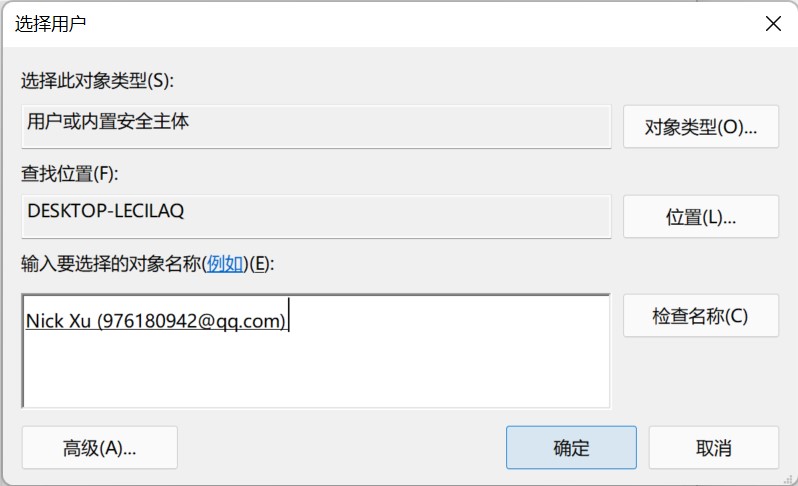 选择用户
选择此对象类型(S):
用户或内置安全主体
对象类型(O)...
查找位置(F):
DESKTOP-LECILAQ
位置(L)...
输入要选择的对象名称(例如)(E):
Nick Xu (976180942@qq.com)
检查名称(C)
高级(A)...
确定
取消